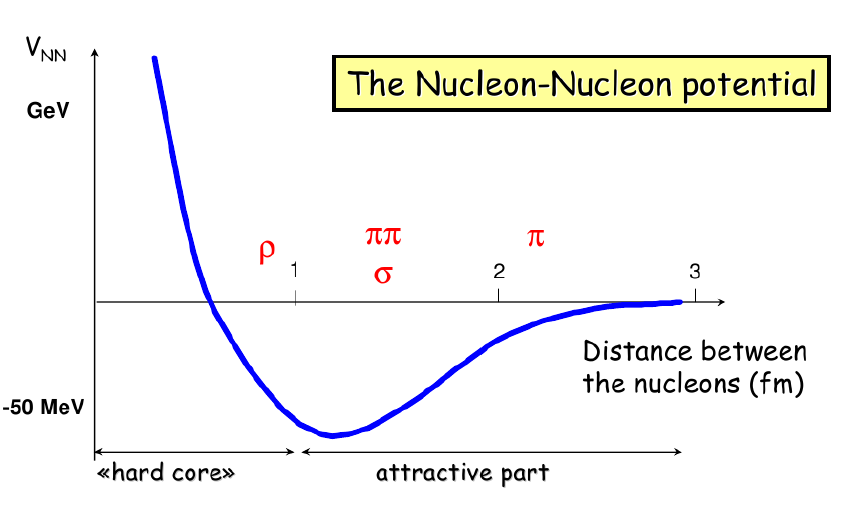 V_NN
The Nucleon-Nucleon potential
GeV
ρ
ππ
σ
π
1
2
3
Distance between
the nucleons (fm)
-50 MeV
«hard core»
attractive part